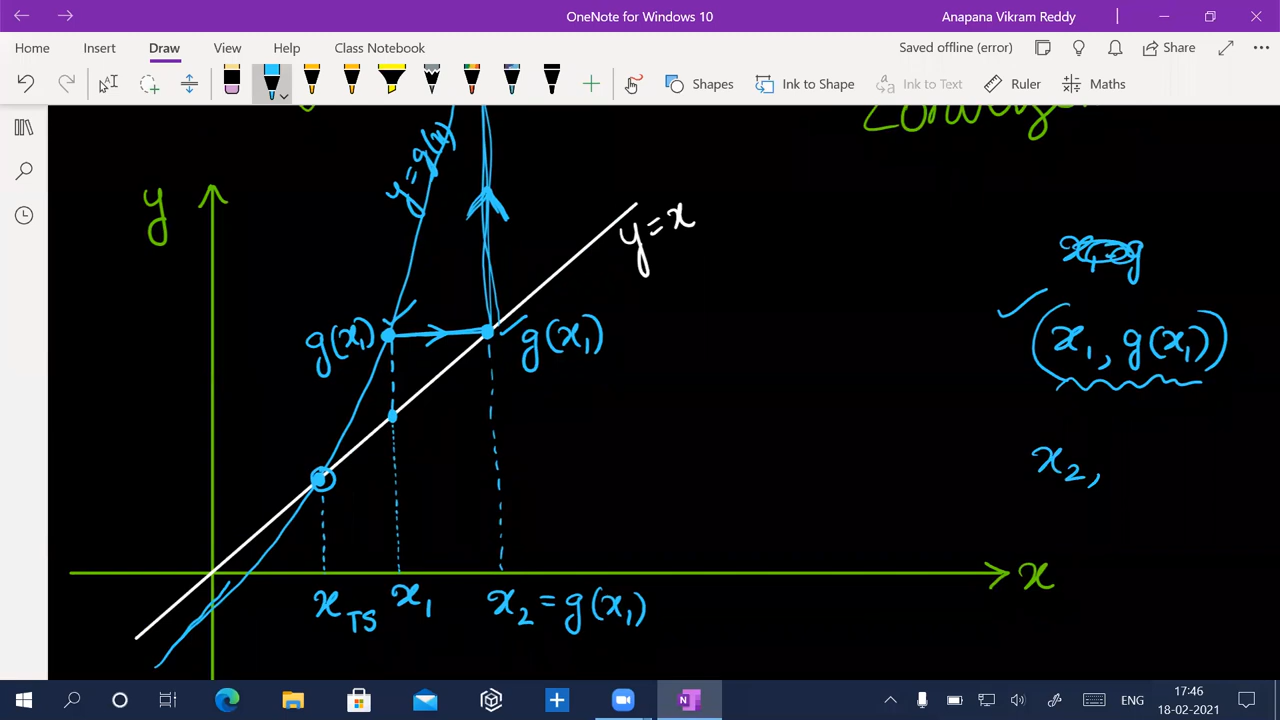 OneNote for Windows 10
Anapana Vikram Reddy
Home Insert Draw View Help Class Notebook
Saved offline (error) Share
Shapes Ink to Shape Ink to Text Ruler Maths
y = g(x)
y
y = x
g(x₁) g(x₁)
(x₁, g(x₁))
x₂,
x
x_TS x₁ x₂ = g(x₁)
ENG
17:46
18-02-2021